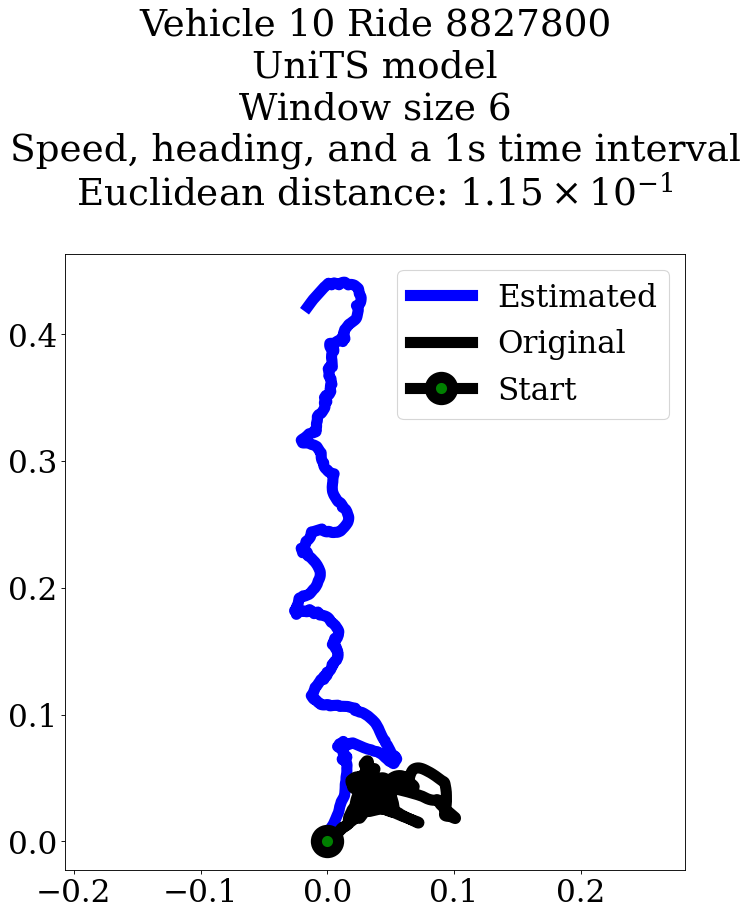 Vehicle 10 Ride 8827800
UniTS model
Window size 6
Speed, heading, and a 1s time interval
Euclidean distance: 1.15 × 10⁻¹
Estimated
Original
Start
0.4
0.3
0.2
0.1
0.0
−0.2
−0.1
0.0
0.1
0.2